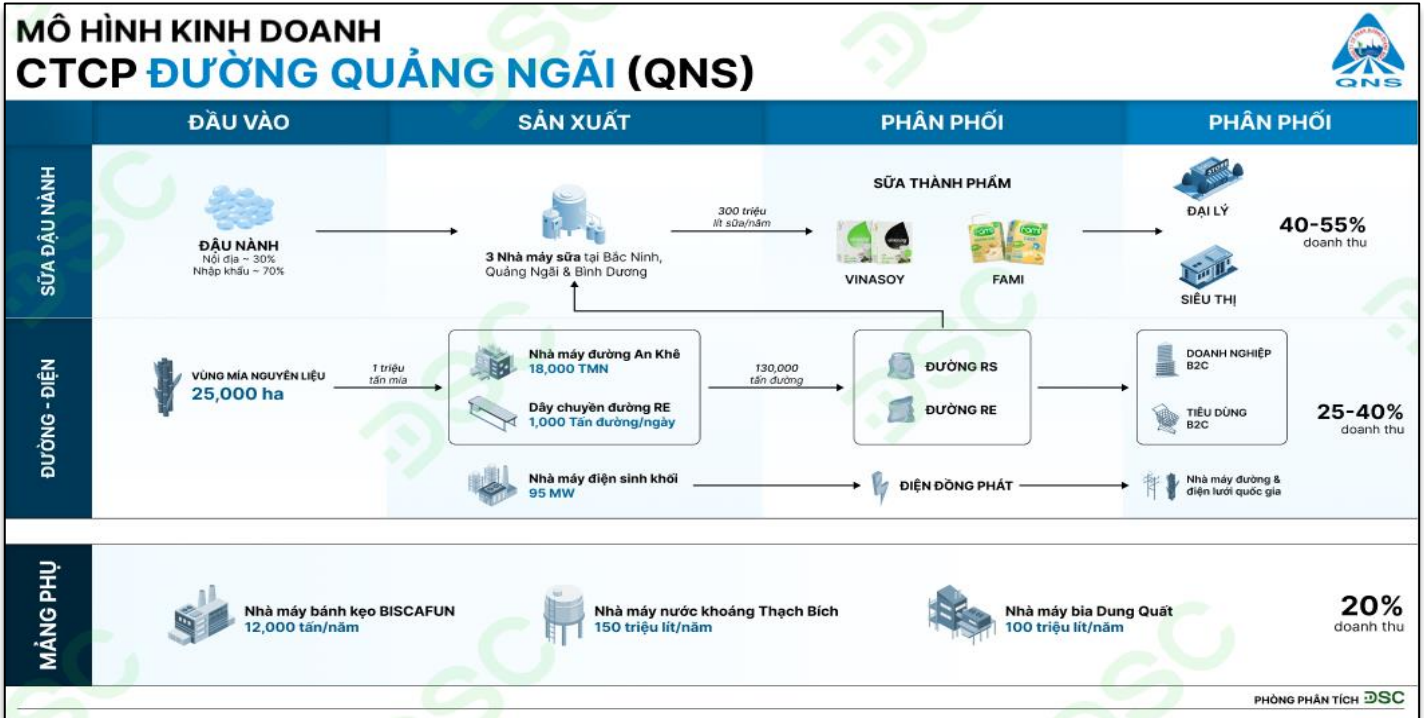 MÔ HÌNH KINH DOANH
CTCP ĐƯỜNG QUẢNG NGÃI (QNS)
QNS
ĐẦU VÀO
SẢN XUẤT
PHÂN PHỐI
PHÂN PHỐI
SỮA ĐẬU NÀNH
ĐẬU NÀNH
Nội địa ~ 30%
Nhập khẩu ~ 70%
3 Nhà máy sữa tại Bắc Ninh,
Quảng Ngãi & Bình Dương
300 triệu
lít sữa/năm
SỮA THÀNH PHẨM
VINASOY
FAMI
STORE
ĐẠI LÝ
SIÊU THỊ
40-55%
doanh thu
ĐƯỜNG - ĐIỆN
VÙNG MÍA NGUYÊN LIỆU
25,000 ha
1 triệu
tấn mía
Nhà máy đường An Khê
18,000 TMN
Dây chuyền đường RE
1,000 Tấn đường/ngày
130,000
tấn đường
ĐƯỜNG RS
ĐƯỜNG RE
DOANH NGHIỆP
B2C
TIÊU DÙNG
B2C
25-40%
doanh thu
Nhà máy điện sinh khối
95 MW
ĐIỆN ĐỒNG PHÁT
Nhà máy đường &
điện lưới quốc gia
MẢNG PHỤ
Nhà máy bánh kẹo BISCAFUN
12,000 tấn/năm
Nhà máy nước khoáng Thạch Bích
150 triệu lít/năm
Nhà máy bia Dung Quất
100 triệu lít/năm
20%
doanh thu
PHÒNG PHÂN TÍCH DSC